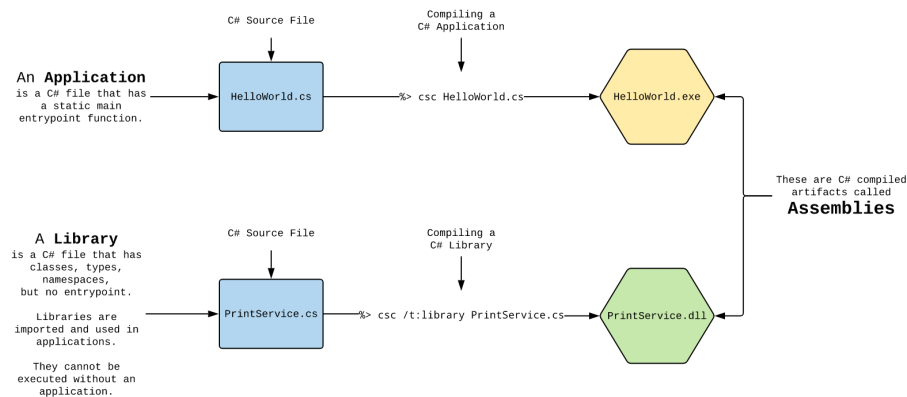 C# Source File
Compiling a
C# Application
An Application
is a C# file that has
a static main
entrypoint function.
HelloWorld.cs
%> csc HelloWorld.cs
HelloWorld.exe
These are C# compiled
artifacts called
Assemblies
A Library
is a C# file that has
classes, types,
namespaces,
but no entrypoint.
Libraries are
imported and used in
applications.
They cannot be
executed without an
application.
C# Source File
Compiling a
C# Library
PrintService.cs
%> csc /t:library PrintService.cs
PrintService.dll